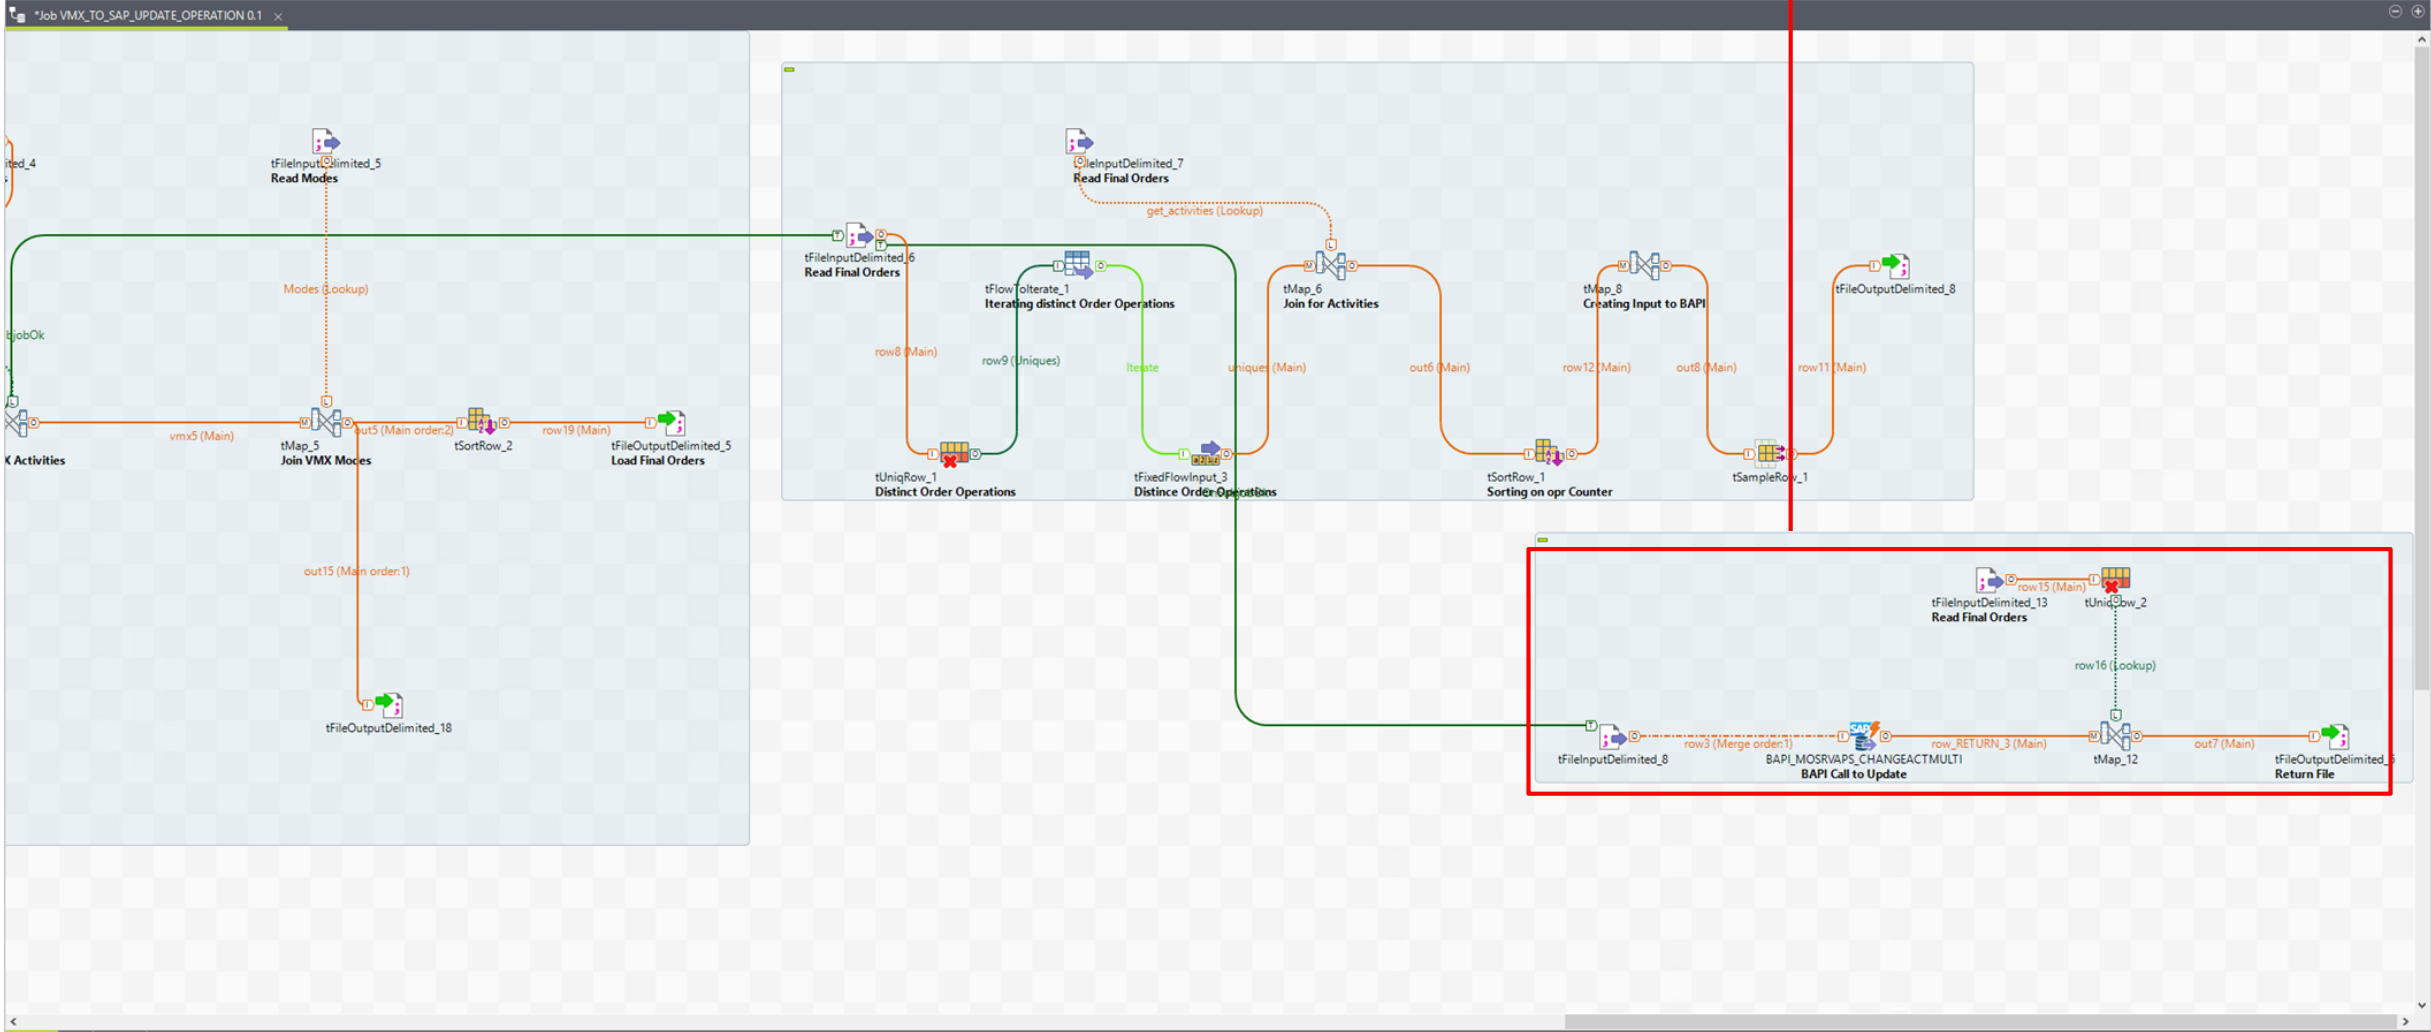 *Job VMX_TO_SAP_UPDATE_OPERATION 0.1
ited_4
tFileInputDelimited_5
Read Modes
Modes (Lookup)
bjobOk
vmx5 (Main)
X Activities
tMap_5
Join VMX Modes
out5 (Main order:2)
tSortRow_2
row19 (Main)
tFileOutputDelimited_5
Load Final Orders
out15 (Main order:1)
tFileOutputDelimited_18
tFileInputDelimited_7
Read Final Orders
get_activities (Lookup)
tFileInputDelimited_6
Read Final Orders
tFlowToIterate_1
Iterating distinct Order Operations
tMap_6
Join for Activities
tMap_8
Creating Input to BAPI
tFileOutputDelimited_8
row8 (Main)
row9 (Uniques)
Iterate
uniques (Main)
out6 (Main)
row12 (Main)
out8 (Main)
row11 (Main)
tUniqRow_1
Distinct Order Operations
tFixedFlowInput_3
Distince Order Operations
tSortRow_1
Sorting on opr Counter
tSampleRow_1
row15 (Main)
tFileInputDelimited_13
Read Final Orders
tUniqRow_2
row16 (Lookup)
tFileInputDelimited_8
row3 (Merge order:1)
SAP
BAPI_MOSRVAPS_CHANGEACTMULTI
BAPI Call to Update
row_RETURN_3 (Main)
tMap_12
out7 (Main)
tFileOutputDelimited_6
Return File